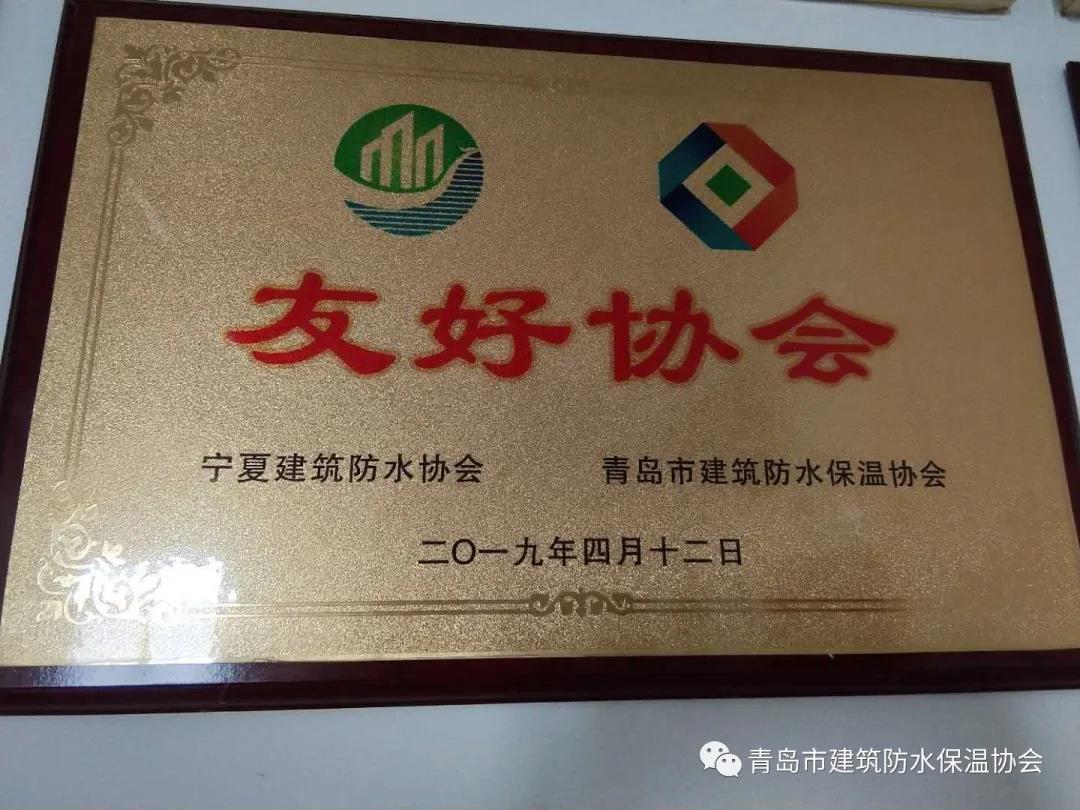 友好协会
宁夏建筑防水协会 青岛市建筑防水保温协会
二〇一九年四月十二日
青岛市建筑防水保温协会